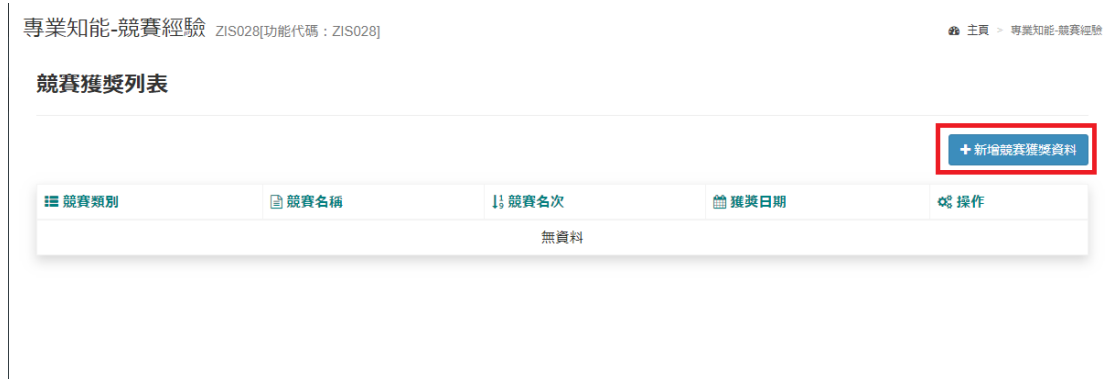 專業知能-競賽經驗 ZIS028[功能代碼：ZIS028]
主頁 > 專業知能-競賽經驗
競賽獲獎列表
新增競賽獲獎資料
競賽類別 競賽名稱 競賽名次 獲獎日期 操作
無資料